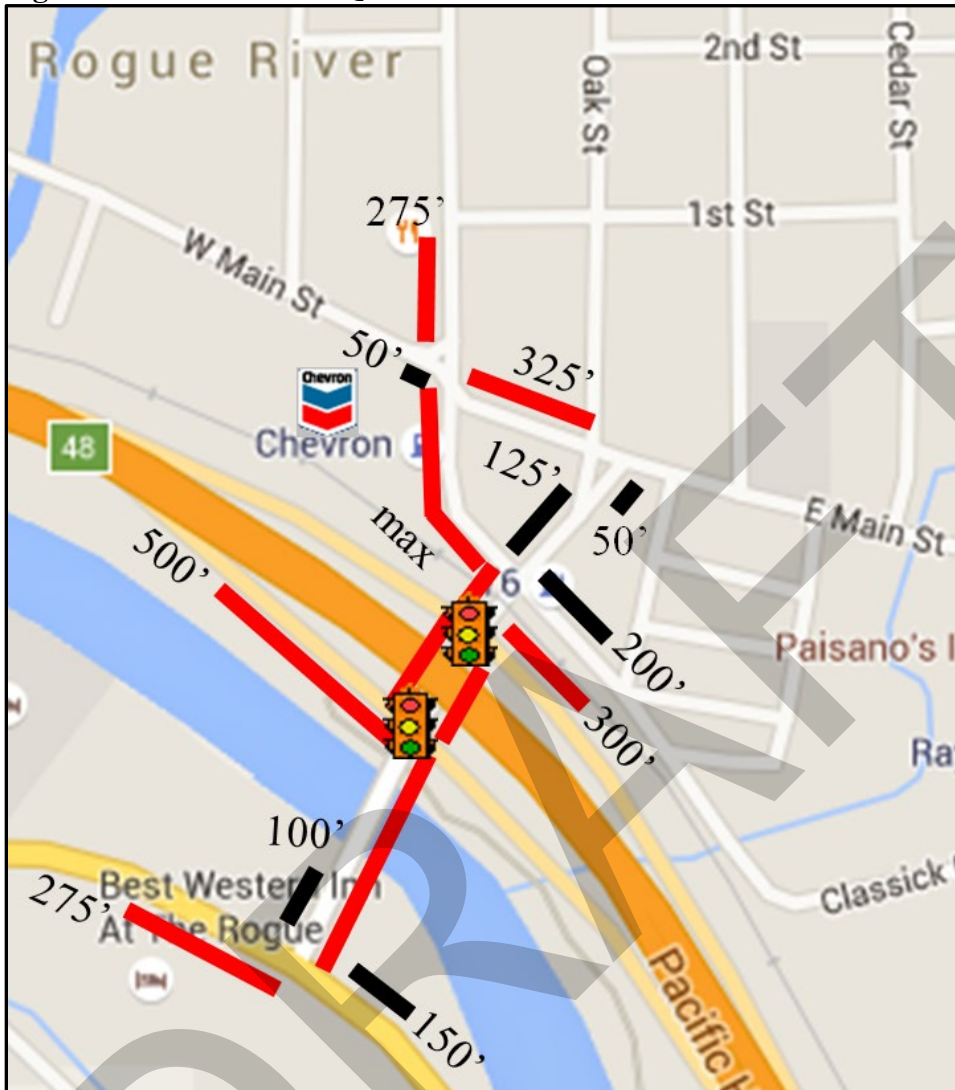 Rogue River
2nd St
Oak St
Cedar St
275'
1st St
W Main St
50'
325'
Chevron
Chevron
48
125'
max
50'
E Main St
500'
6
200'
Paisano's
300'
100'
Best Western Inn
At The Rogue
275'
Classick
150'
Pacific
DRAFT